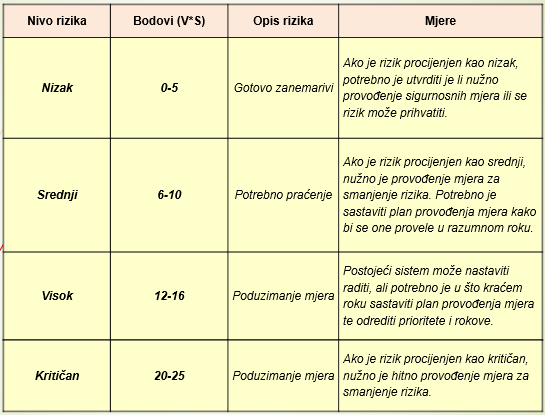 Nivo rizika Bodovi (V*S) Opis rizika Mjere
Nizak 0-5 Gotovo zanemarivi
Ako je rizik procijenjen kao nizak,
potrebno je utvrditi je li nužno
provođenje sigurnosnih mjera ili se
rizik može prihvatiti.
Srednji 6-10 Potrebno praćenje
Ako je rizik procijenjen kao srednji,
nužno je provođenje mjera za
smanjenje rizika. Potrebno je
sastaviti plan provođenja mjera kako
bi se one provele u razumnom roku.
Visok 12-16 Poduzimanje mjera
Postojeći sistem može nastaviti
raditi, ali potrebno je u što kraćem
roku sastaviti plan provođenja mjera
te odrediti prioritete i rokove.
Kritičan 20-25 Poduzimanje mjera
Ako je rizik procijenjen kao kritičan,
nužno je hitno provođenje mjera za
smanjenje rizika.